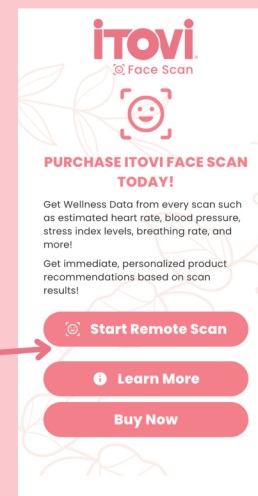 iTOVi
Face Scan
PURCHASE ITOVI FACE SCAN
TODAY!
Get Wellness Data from every scan such
as estimated heart rate, blood pressure,
stress index levels, breathing rate, and
more!
Get immediate, personalized product
recommendations based on scan
results!
Start Remote Scan
Learn More
Buy Now